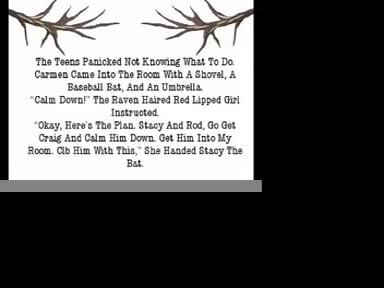 The Teens Panicked Not Knowing What To Do.
Carmen Came Into The Room With A Shovel, A
Baseball Bat, And An Umbrella.
"Calm Down!" The Raven Haired Red Lipped Girl
Instructed.
"Okay, Here's The Plan. Stacy And Rod, Go Get
Craig And Calm Him Down. Get Him Into My
Room. Clb Him With This," She Handed Stacy The
Bat.